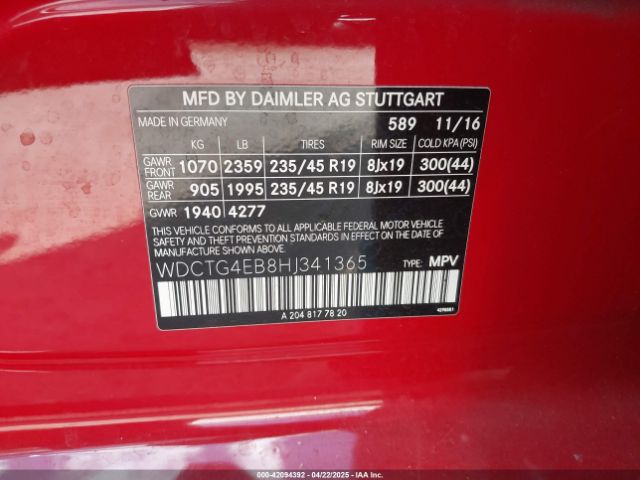 MFD BY DAIMLER AG STUTTGART
MADE IN GERMANY 589 11/16
KG LB TIRES RIM SIZE COLD KPA (PSI)
GAWR FRONT 1070 2359 235/45 R19 8Jx19 300(44)
GAWR REAR 905 1995 235/45 R19 8Jx19 300(44)
GVWR 1940 4277
THIS VEHICLE CONFORMS TO ALL APPLICABLE FEDERAL MOTOR VEHICLE
SAFETY AND THEFT PREVENTION STANDARDS IN EFFECT ON THE DATE OF
MANUFACTURE SHOWN ABOVE.
WDCTG4EB8HJ341365 TYPE: MPV
A 204 817 78 20
000-42094392 - 04/22/2025 - IAAI.COM